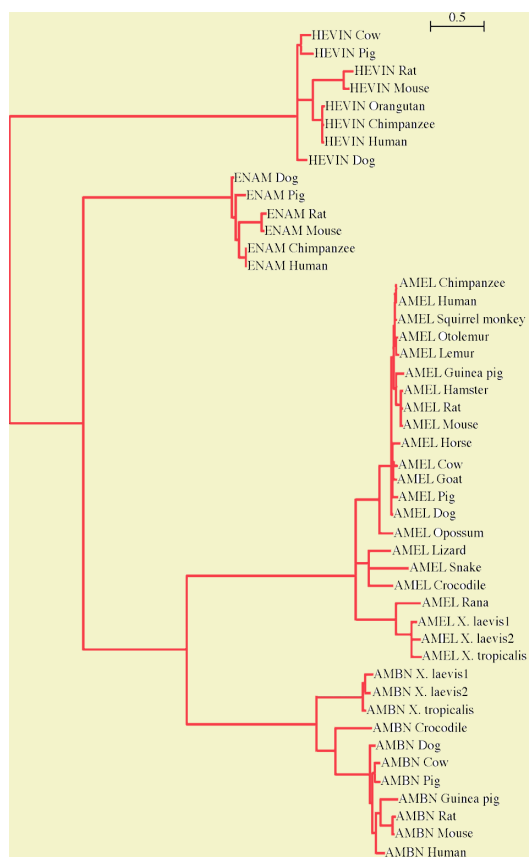 0.5
HEVIN Cow
HEVIN Pig
HEVIN Rat
HEVIN Mouse
HEVIN Orangutan
HEVIN Chimpanzee
HEVIN Human
HEVIN Dog
ENAM Dog
ENAM Pig
ENAM Rat
ENAM Mouse
ENAM Chimpanzee
ENAM Human
AMEL Chimpanzee
AMEL Human
AMEL Squirrel monkey
AMEL Otolemur
AMEL Lemur
AMEL Guinea pig
AMEL Hamster
AMEL Rat
AMEL Mouse
AMEL Horse
AMEL Cow
AMEL Goat
AMEL Pig
AMEL Dog
AMEL Opossum
AMEL Lizard
AMEL Snake
AMEL Crocodile
AMEL Rana
AMEL X. laevis1
AMEL X. laevis2
AMEL X. tropicalis
AMBN X. laevis1
AMBN X. laevis2
AMBN X. tropicalis
AMBN Crocodile
AMBN Dog
AMBN Cow
AMBN Pig
AMBN Guinea pig
AMBN Rat
AMBN Mouse
AMBN Human